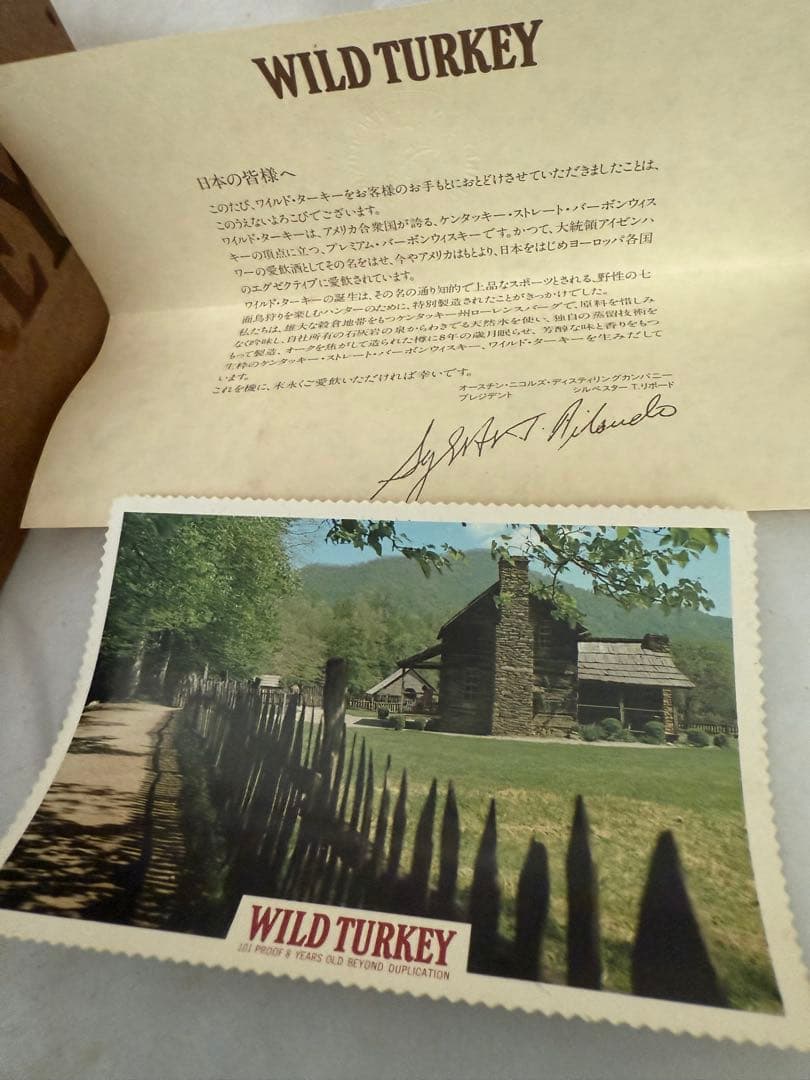 WILD TURKEY
日本の皆様へ
このたび、ワイルド・ターキーをお客様のお手もとにおとどけさせていただきましたことは、
このうえないよろこびでございます。
ワイルド・ターキーは、アメリカ合衆国が誇る、ケンタッキー・ストレート・バーボンウィス
キーの頂点に立つ、プレミアム・バーボンウィスキーです。かつて、大統領アイゼンハ
ワーの愛飲酒としてその名をはせ、今やアメリカはもとより、日本をはじめヨーロッパ各国
のエグゼクティブに愛飲されています。
ワイルド・ターキーの誕生は、その名の通り知的で上品なスポーツとされる、野性の七
面鳥狩りを楽しむハンターのために、特別製造されたことがきっかけでした。
私たちは、雄大な穀倉地帯をもつケンタッキー州ローレンスバーグで、原料を惜しみ
なく吟味し、自社所有の石灰岩の泉からわきでる天然水を使い、独自の蒸留技術を
もって製造、オークを焦がして造られた樽に8年の歳月眠らせ、芳醇な味と香りをもつ
生粋のケンタッキー・ストレート・バーボンウィスキー、ワイルド・ターキーを生みだして
います。
これを機に、末永くご愛飲いただければ幸いです。
オースチン・ニコルズ・ディスティリングカンパニー
プレジデント シルベスター T.リボード
WILD TURKEY
101 PROOF 8 YEARS OLD BEYOND DUPLICATION